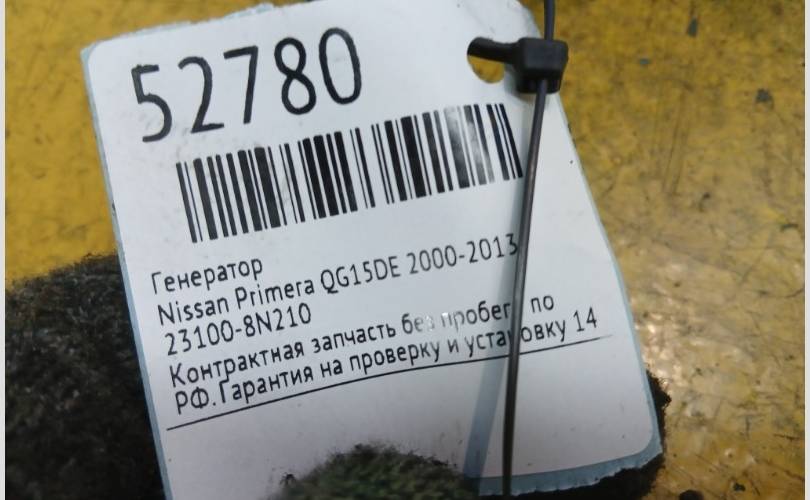 52780
Генератор
Nissan Primera QG15DE 2000-2013
23100-8N210
Контрактная запчасть без пробега по
РФ.Гарантия на проверку и установку 14